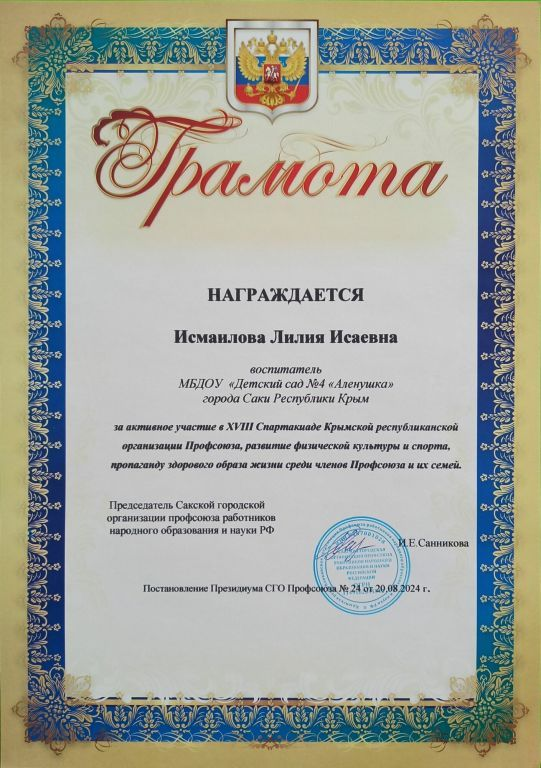 Грамота
НАГРАЖДАЕТСЯ
Исмаилова Лилия Исаевна
воспитатель
МБДОУ «Детский сад №4 «Аленушка»
города Саки Республики Крым
за активное участие в XVIII Спартакиаде Крымской республиканской
организации Профсоюза, развитие физической культуры и спорта,
пропаганду здорового образа жизни среди членов Профсоюза и их семей.
Председатель Сакской городской
организации профсоюза работников
народного образования и науки РФ
И.Е.Санникова
Постановление Президиума СГО Профсоюза № 24 от 20.08.2024 г.